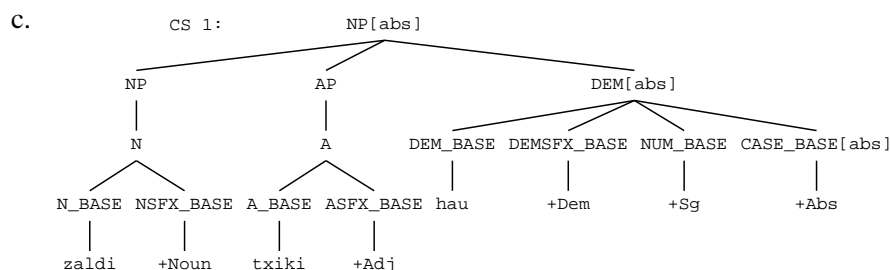 c. CS 1: NP[abs]
NP AP DEM[abs]
N A DEM_BASE DEMSFX_BASE NUM_BASE CASE_BASE[abs]
N_BASE NSFX_BASE A_BASE ASFX_BASE hau +Dem +Sg +Abs
zaldi +Noun txiki +Adj